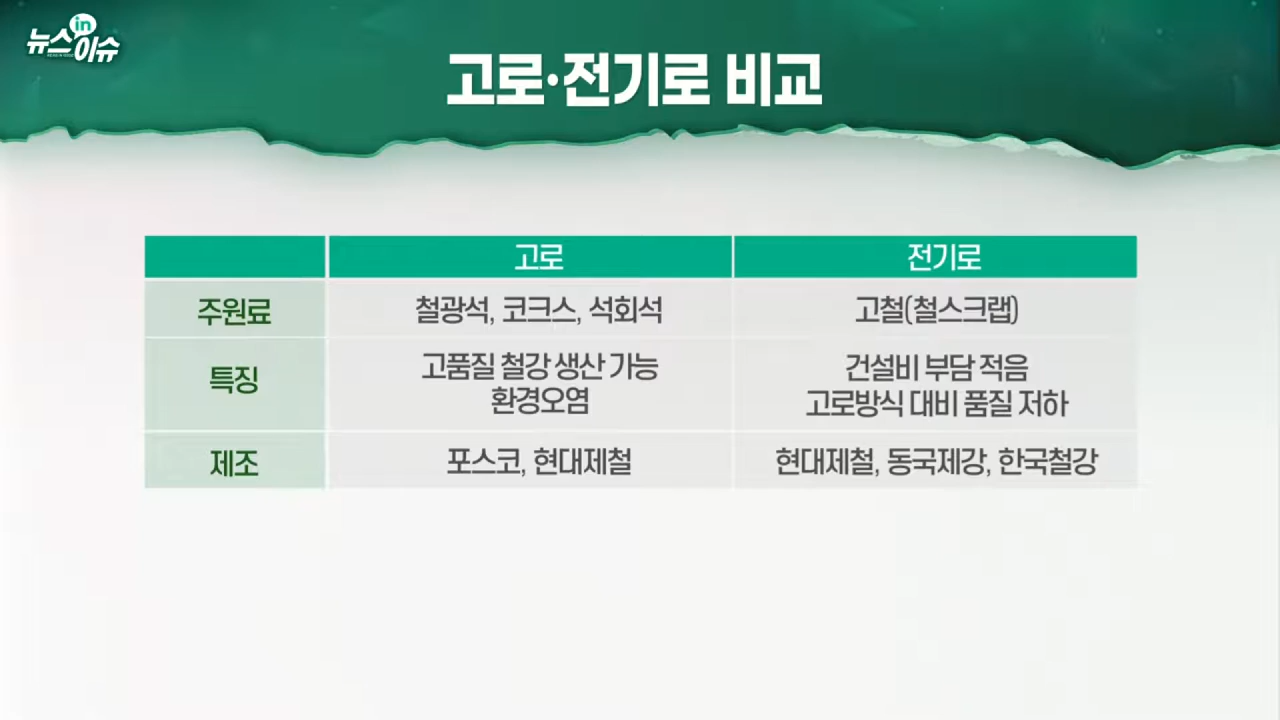 뉴스in이슈
고로·전기로 비교
고로 전기로
주원료 철광석, 코크스, 석회석 고철(철스크랩)
특징 고품질 철강 생산 가능 건설비 부담 적음
환경오염 고로방식 대비 품질 저하
제조 포스코, 현대제철 현대제철, 동국제강, 한국철강